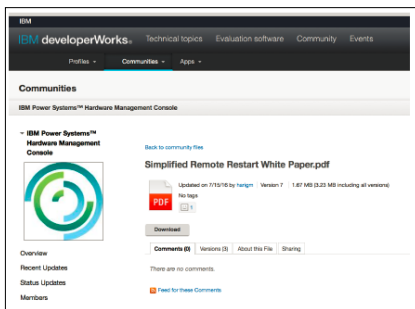 IBM
IBM developerWorks® Technical topics Evaluation software Community Events
Profiles Communities Apps
Communities
IBM Power Systems™ Hardware Management Console
IBM Power Systems™ Hardware Management Console
Back to community files
Simplified Remote Restart White Paper.pdf
PDF
Updated on 7/15/16 by harigm Version 7 1.67 MB (3.23 MB including all versions)
No tags
1
Download
Comments (0) Versions (3) About this File Sharing
There are no comments.
Feed for these Comments
Overview
Recent Updates
Status Updates
Members